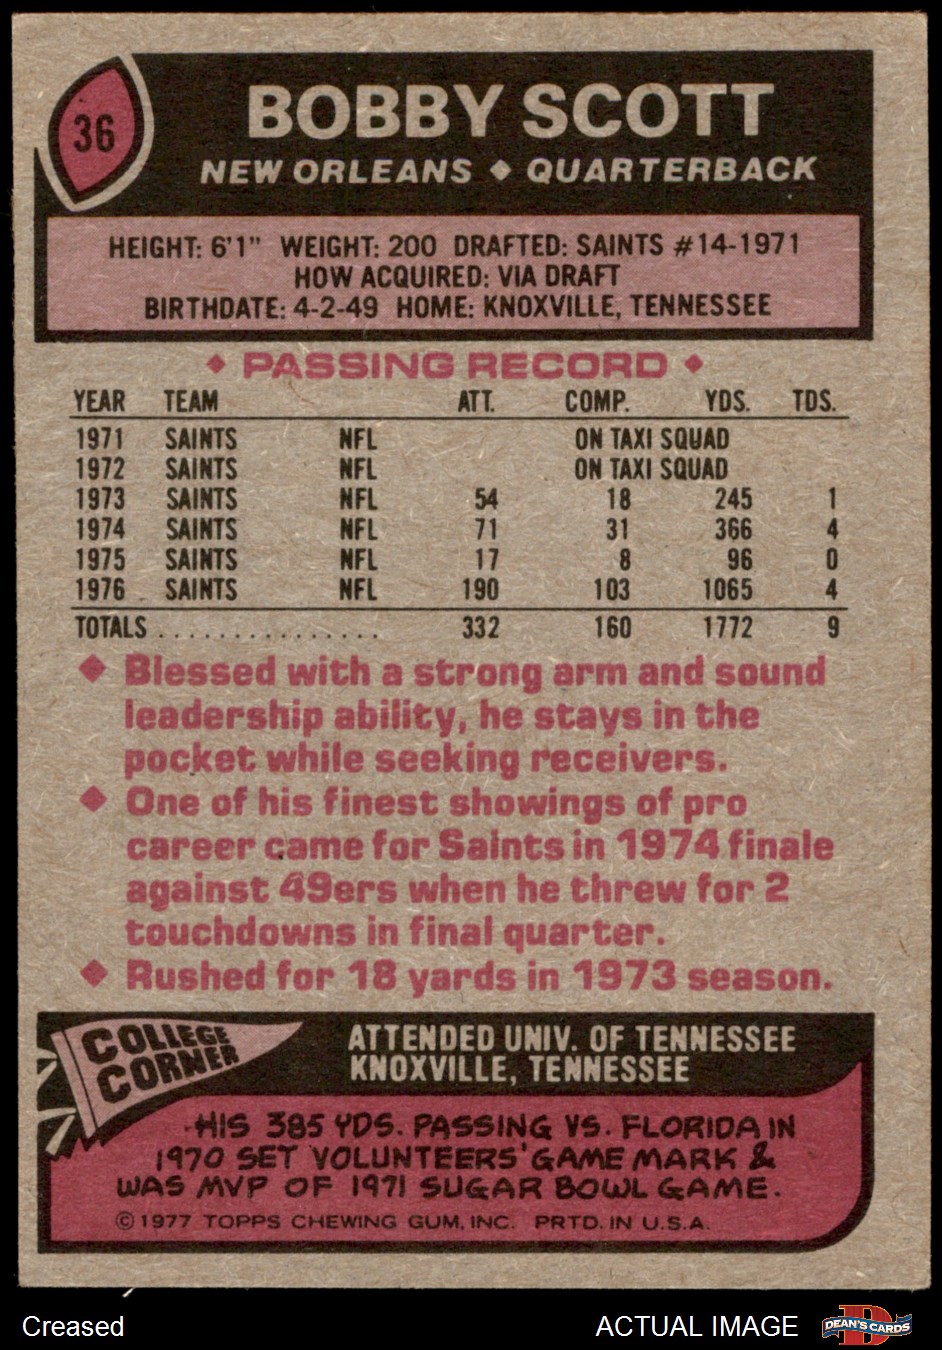 36
BOBBY SCOTT
NEW ORLEANS ◆ QUARTERBACK
HEIGHT: 6'1" WEIGHT: 200 DRAFTED: SAINTS #14-1971
HOW ACQUIRED: VIA DRAFT
BIRTHDATE: 4-2-49 HOME: KNOXVILLE, TENNESSEE
◆ PASSING RECORD ◆
YEAR TEAM ATT. COMP. YDS. TDS.
1971 SAINTS NFL ON TAXI SQUAD
1972 SAINTS NFL ON TAXI SQUAD
1973 SAINTS NFL 54 18 245 1
1974 SAINTS NFL 71 31 366 4
1975 SAINTS NFL 17 8 96 0
1976 SAINTS NFL 190 103 1065 4
TOTALS ................ 332 160 1772 9
◆ Blessed with a strong arm and sound
leadership ability, he stays in the
pocket while seeking receivers.
◆ One of his finest showings of pro
career came for Saints in 1974 finale
against 49ers when he threw for 2
touchdowns in final quarter.
◆ Rushed for 18 yards in 1973 season.
COLLEGE
CORNER
ATTENDED UNIV. OF TENNESSEE
KNOXVILLE, TENNESSEE
HIS 385 YDS. PASSING VS. FLORIDA IN
1970 SET VOLUNTEERS' GAME MARK &
WAS MVP OF 1971 SUGAR BOWL GAME.
© 1977 TOPPS CHEWING GUM, INC. PRTD. IN U.S.A.
Creased
ACTUAL IMAGE
DEAN'S CARDS